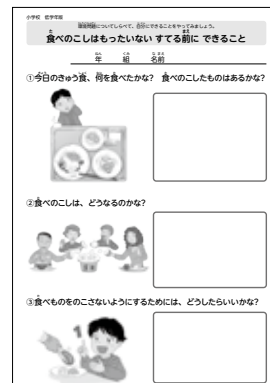 小学校 低学年版
環境問題についてしらべて、自分にできることをやってみましょう。
食べのこしはもったいない すてる前に できること
年 組 名前
①今日のきゅう食、何を食べたかな？ 食べのこしたものはあるかな？
②食べのこしは、どうなるのかな？
③食べものをのこさないようにするためには、どうしたらいいかな？